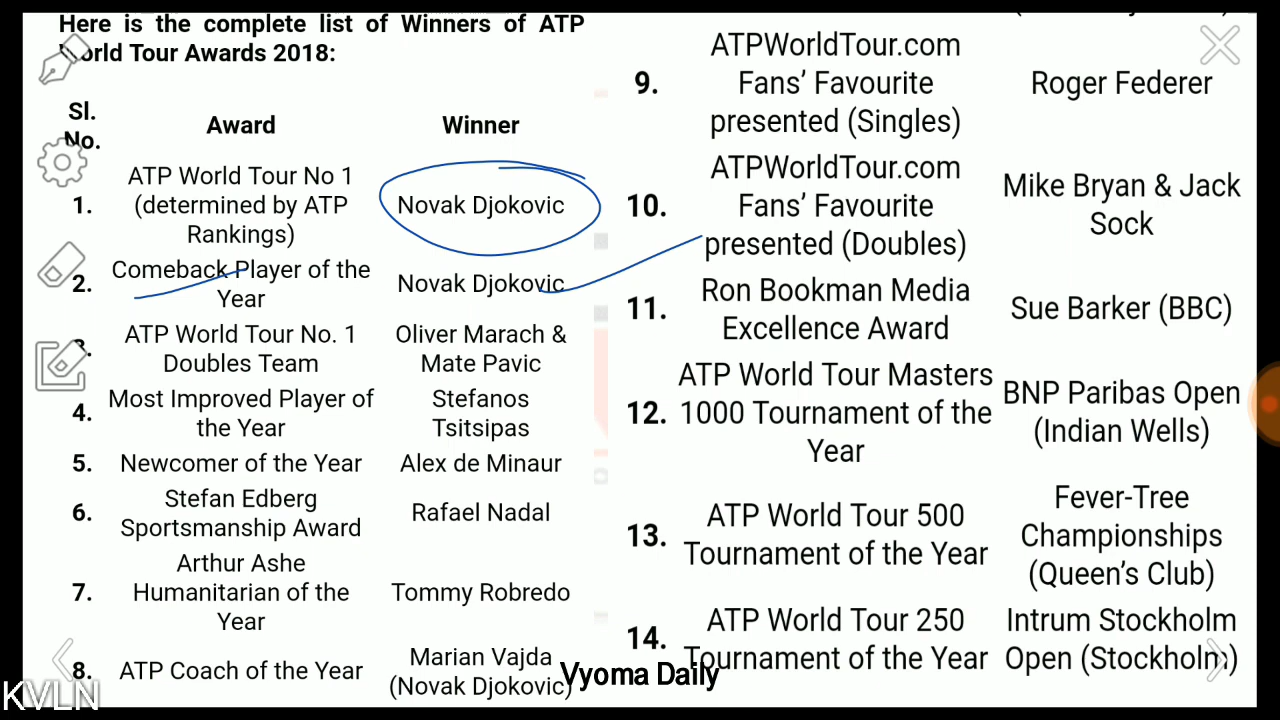 Here is the complete list of Winners of ATP
World Tour Awards 2018:
Sl.
No.
Award
Winner
ATP World Tour No 1
1.
(determined by ATP
Novak Djokovic
Rankings)
2.
Comeback Player of the
Year
Novak Djokovic
3.
ATP World Tour No. 1
Doubles Team
Oliver Marach &
Mate Pavic
4.
Most Improved Player of
the Year
Stefanos
Tsitsipas
5.
Newcomer of the Year
Alex de Minaur
6.
Stefan Edberg
Sportsmanship Award
Rafael Nadal
7.
Arthur Ashe
Humanitarian of the
Year
Tommy Robredo
8.
ATP Coach of the Year
Marian Vajda
(Novak Djokovic)
9.
ATPWorldTour.com
Fans’ Favourite
presented (Singles)
Roger Federer
10.
ATPWorldTour.com
Fans’ Favourite
presented (Doubles)
Mike Bryan & Jack
Sock
11.
Ron Bookman Media
Excellence Award
Sue Barker (BBC)
12.
ATP World Tour Masters
1000 Tournament of the
Year
BNP Paribas Open
(Indian Wells)
13.
ATP World Tour 500
Tournament of the Year
Fever-Tree
Championships
(Queen’s Club)
14.
ATP World Tour 250
Tournament of the Year
Intrum Stockholm
Open (Stockholm)
Vyoma Daily
KVLN